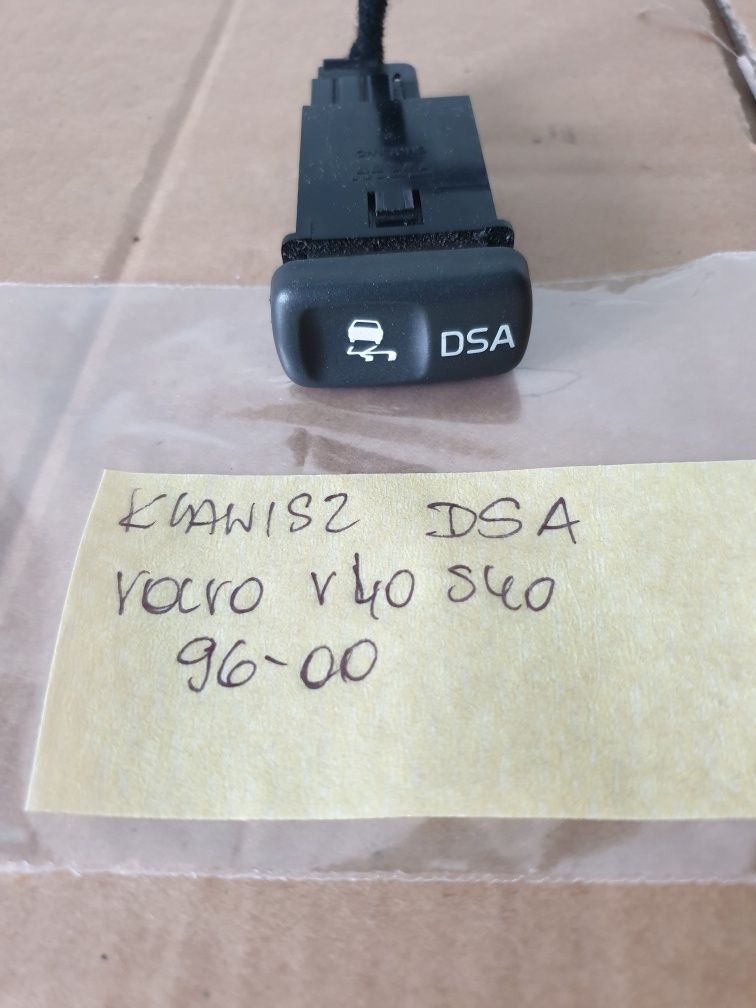 DSA
KLAWISZ DSA
VOLVO V40 S40
96-00